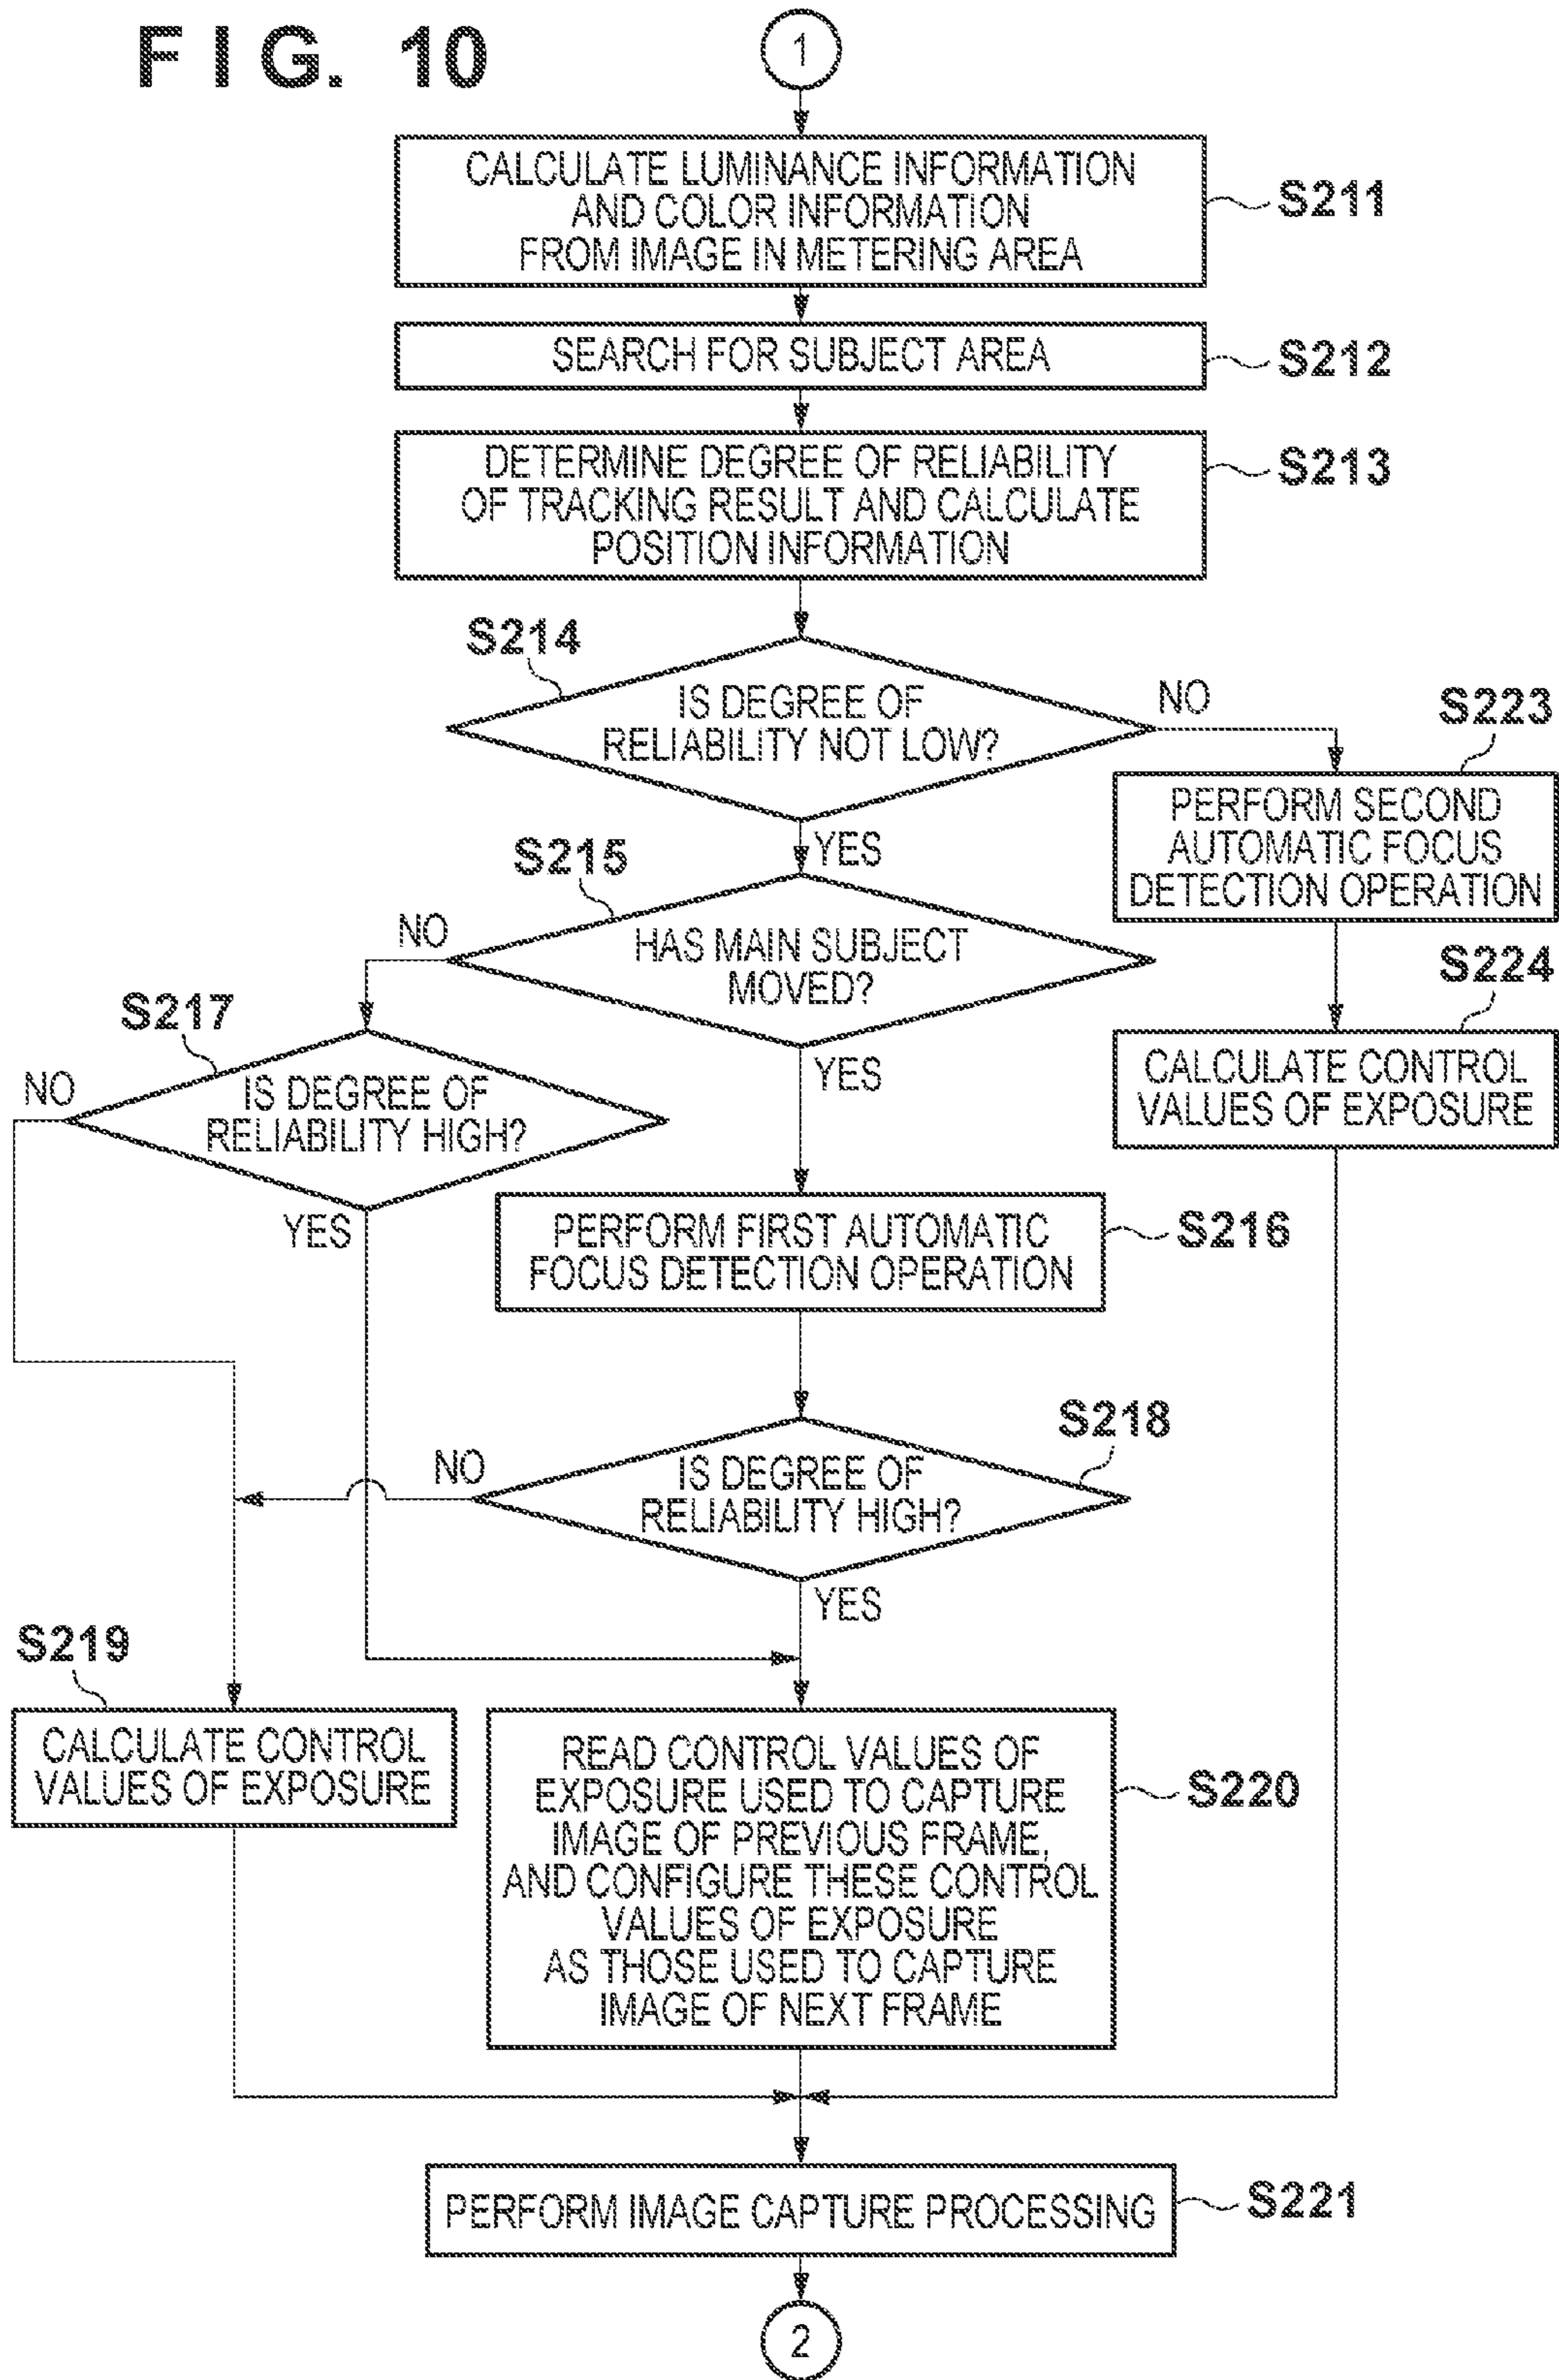 FIG. 10
1
CALCULATE LUMINANCE INFORMATION
AND COLOR INFORMATION
FROM IMAGE IN METERING AREA
S211
SEARCH FOR SUBJECT AREA
S212
DETERMINE DEGREE OF RELIABILITY
OF TRACKING RESULT AND CALCULATE
POSITION INFORMATION
S213
S214
IS DEGREE OF
RELIABILITY NOT LOW?
NO
YES
S223
PERFORM SECOND
AUTOMATIC FOCUS
DETECTION OPERATION
S215
HAS MAIN SUBJECT
MOVED?
NO
YES
S224
CALCULATE CONTROL
VALUES OF EXPOSURE
S217
IS DEGREE OF
RELIABILITY HIGH?
NO
YES
PERFORM FIRST AUTOMATIC
FOCUS DETECTION OPERATION
S216
S218
IS DEGREE OF
RELIABILITY HIGH?
NO
YES
S219
CALCULATE CONTROL
VALUES OF EXPOSURE
READ CONTROL VALUES OF
EXPOSURE USED TO CAPTURE
IMAGE OF PREVIOUS FRAME,
AND CONFIGURE THESE CONTROL
VALUES OF EXPOSURE
AS THOSE USED TO CAPTURE
IMAGE OF NEXT FRAME
S220
PERFORM IMAGE CAPTURE PROCESSING
S221
2